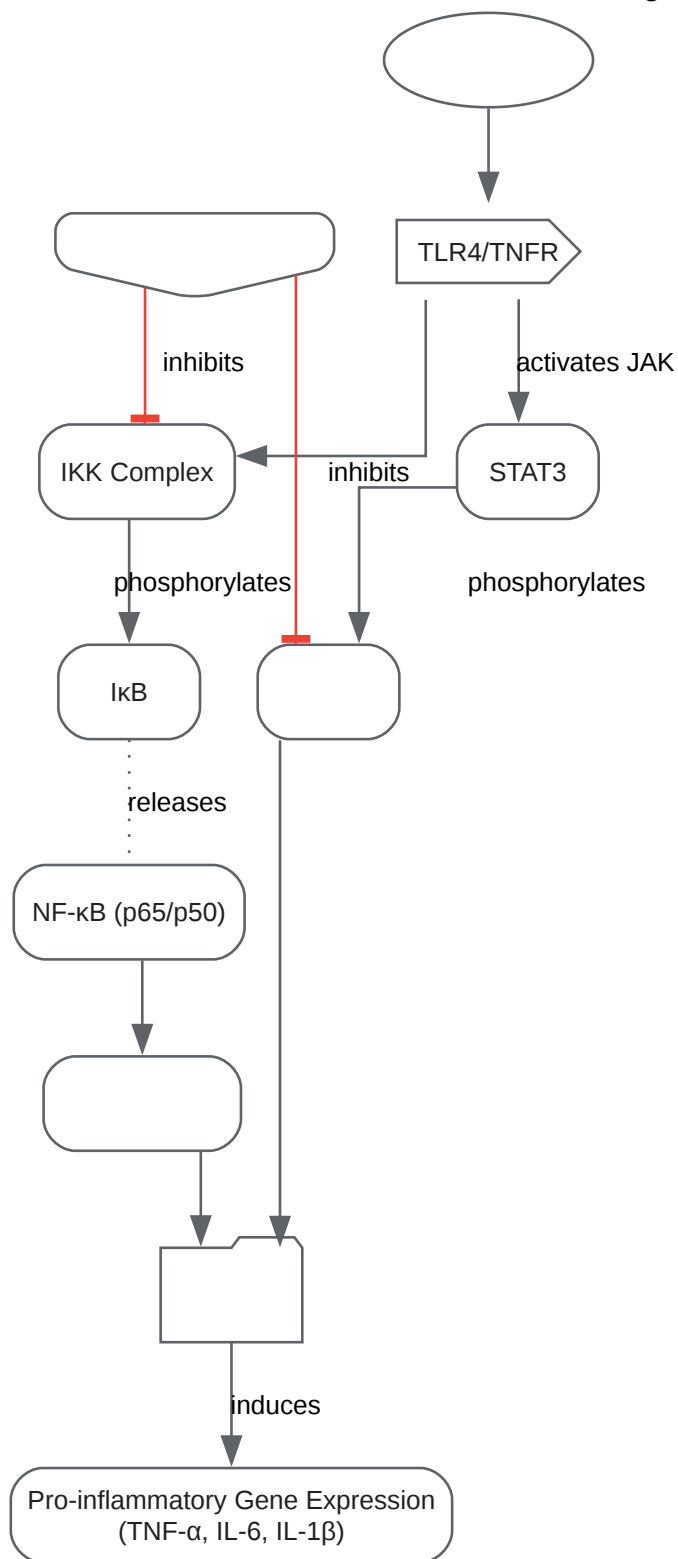 TLR4/TNFR
inhibits
activates JAK
IKK Complex
inhibits
STAT3
phosphorylates
phosphorylates
IκB
releases
NF-κB (p65/p50)
induces
Pro-inflammatory Gene Expression
(TNF-α, IL-6, IL-1β)